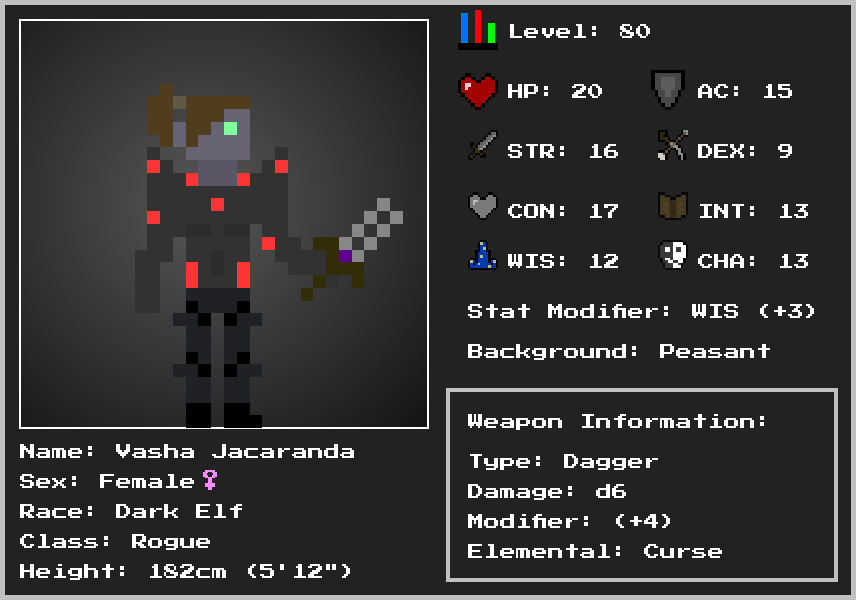 Level: 80
HP: 20 AC: 15
STR: 16 DEX: 9
CON: 17 INT: 13
WIS: 12 CHA: 13
Stat Modifier: WIS (+3)
Background: Peasant
Weapon Information:
Type: Dagger
Damage: d6
Modifier: (+4)
Elemental: Curse
Name: Vasha Jacaranda
Sex: Female♀
Race: Dark Elf
Class: Rogue
Height: 182cm (5'12")